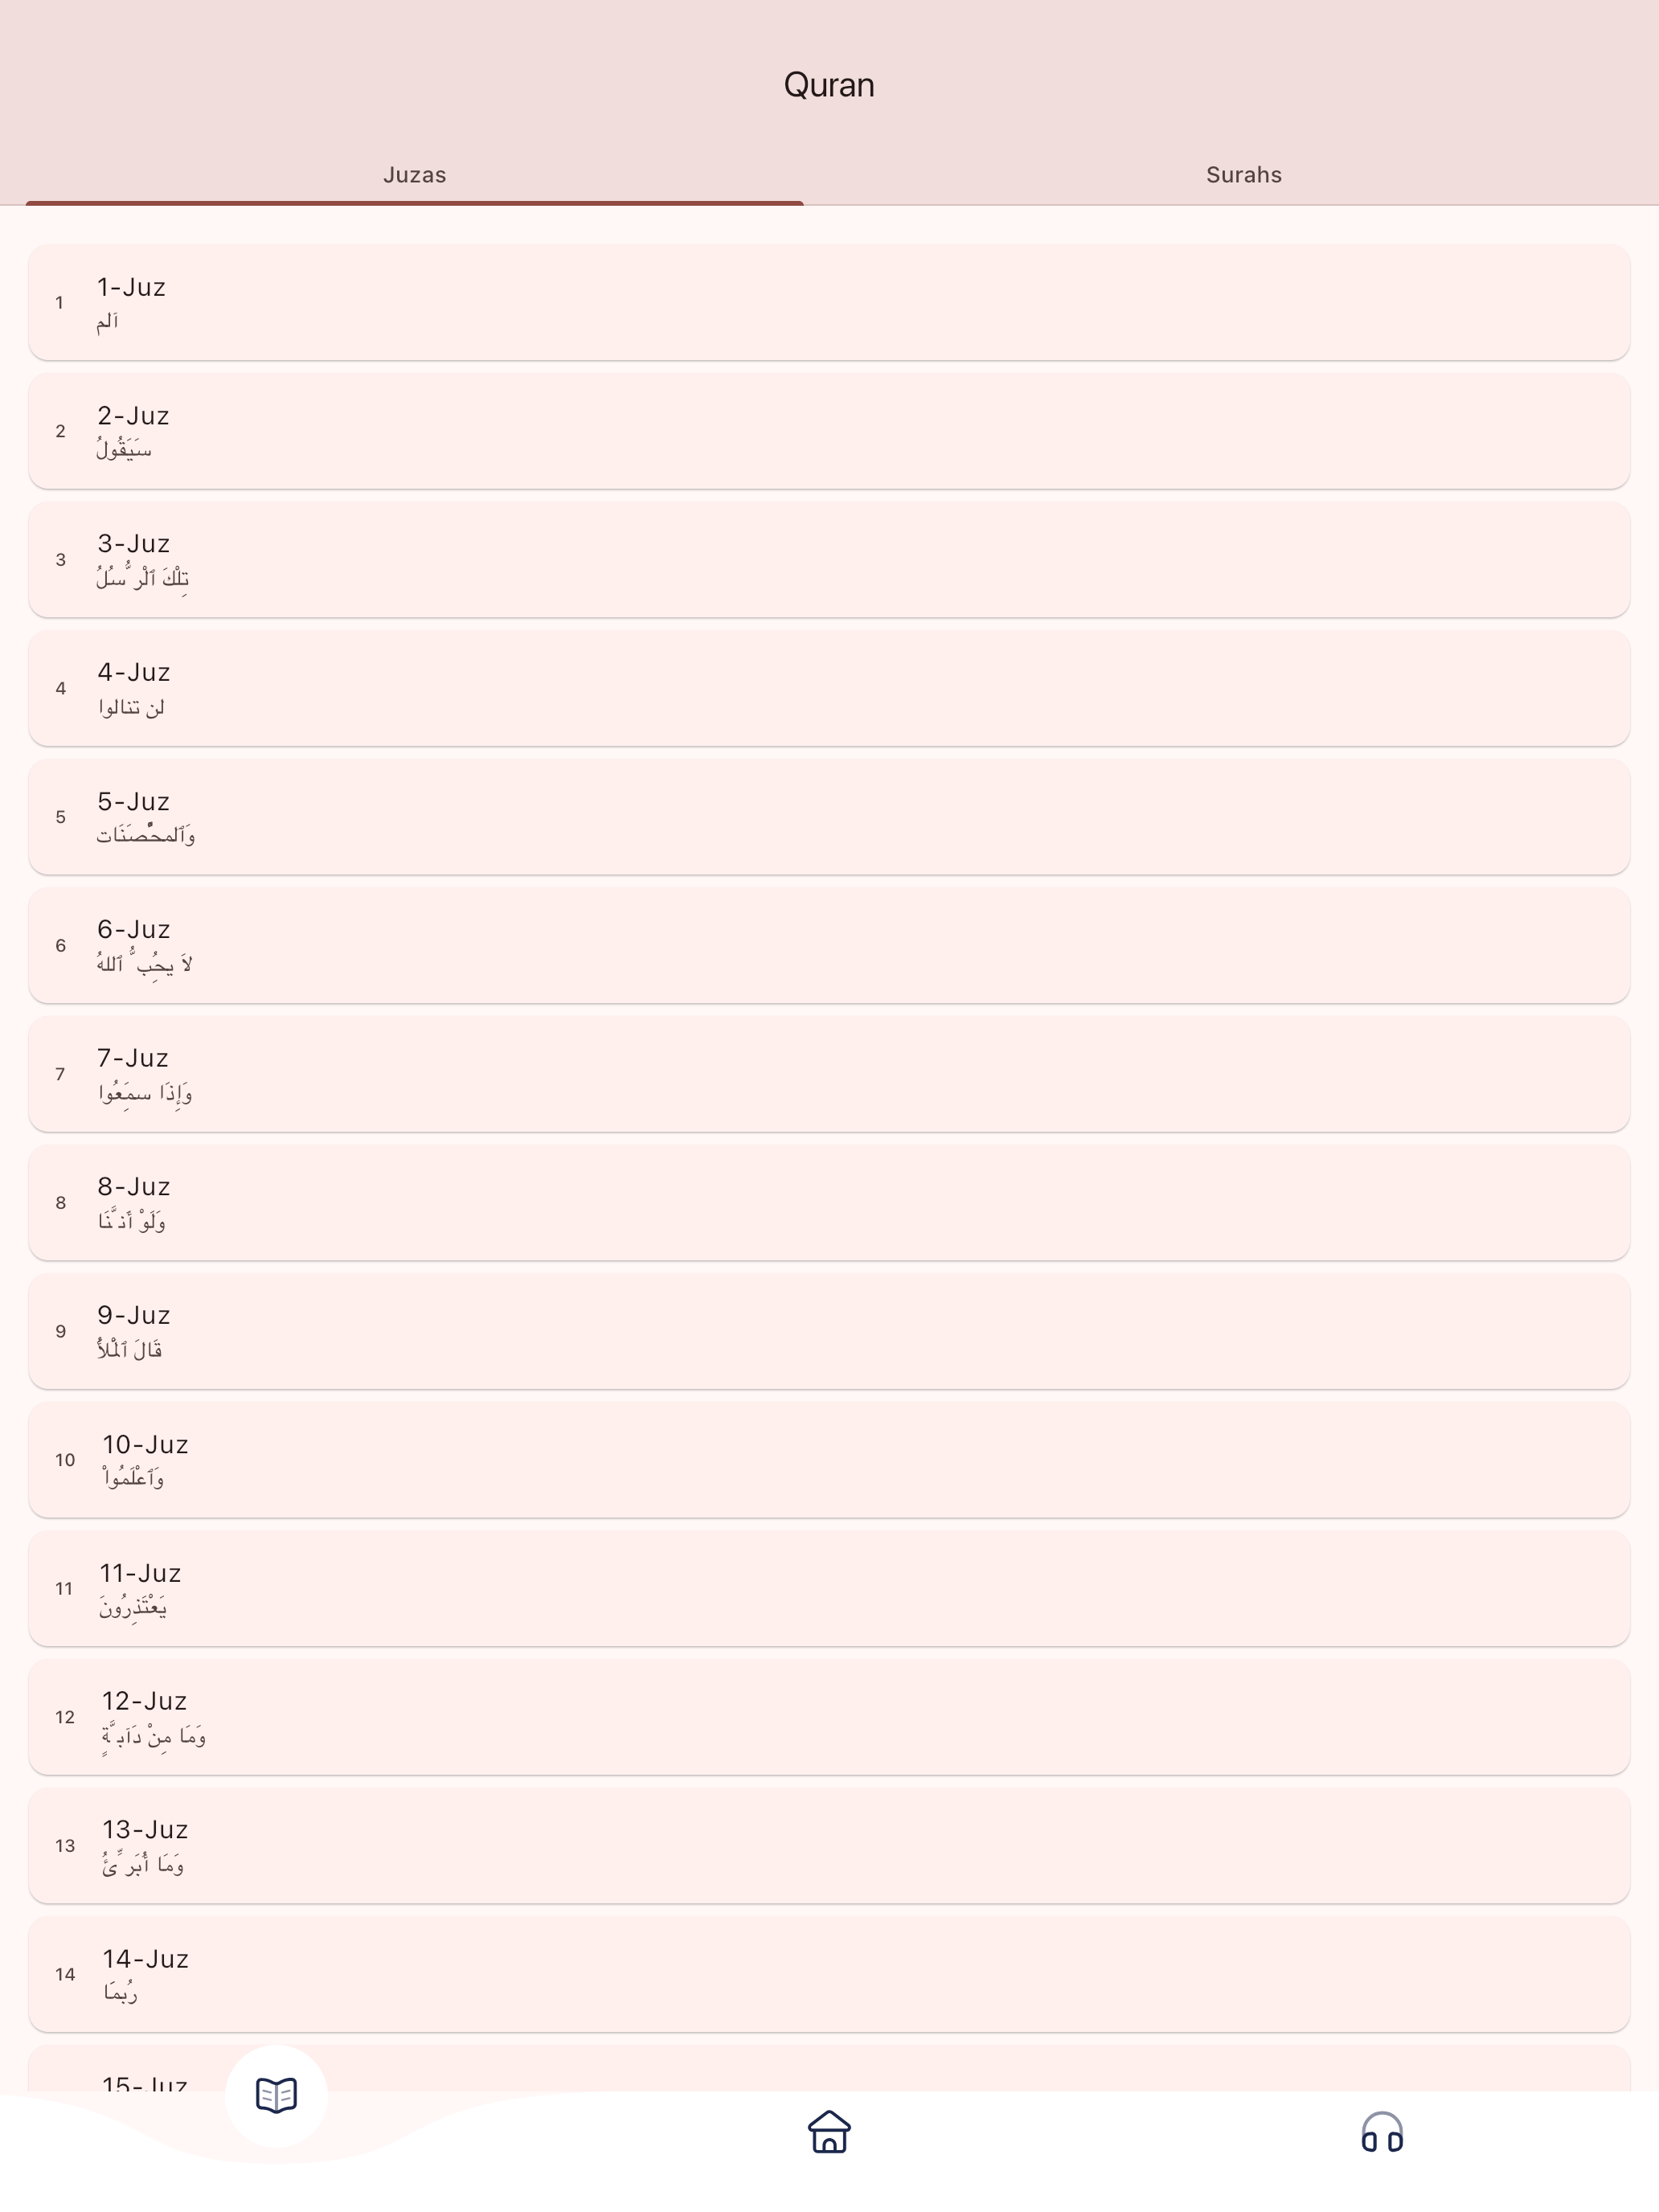 Quran
Juzas
Surahs
1
1-Juz
آلم
2
2-Juz
سَيَقُولُ
3
3-Juz
تِلْكَ ٱلْرُّسُلُ
4
4-Juz
لن تنالوا
5
5-Juz
وَٱلْمُحْصَنَات
6
6-Juz
لاَ يُحِبُّ ٱللهُ
7
7-Juz
وَإِذَا سَمِعُوا
8
8-Juz
وَلَوْ أَنَّنَا
9
9-Juz
قَالَ ٱلْمَلَأُ
10
10-Juz
وَٱعْلَمُواْ
11
11-Juz
يَعْتَذِرُونَ
12
12-Juz
وَمَا مِنْ دَآبَّةٍ
13
13-Juz
وَمَا أُبَرِّئُ
14
14-Juz
رُبَمَا
15-Juz